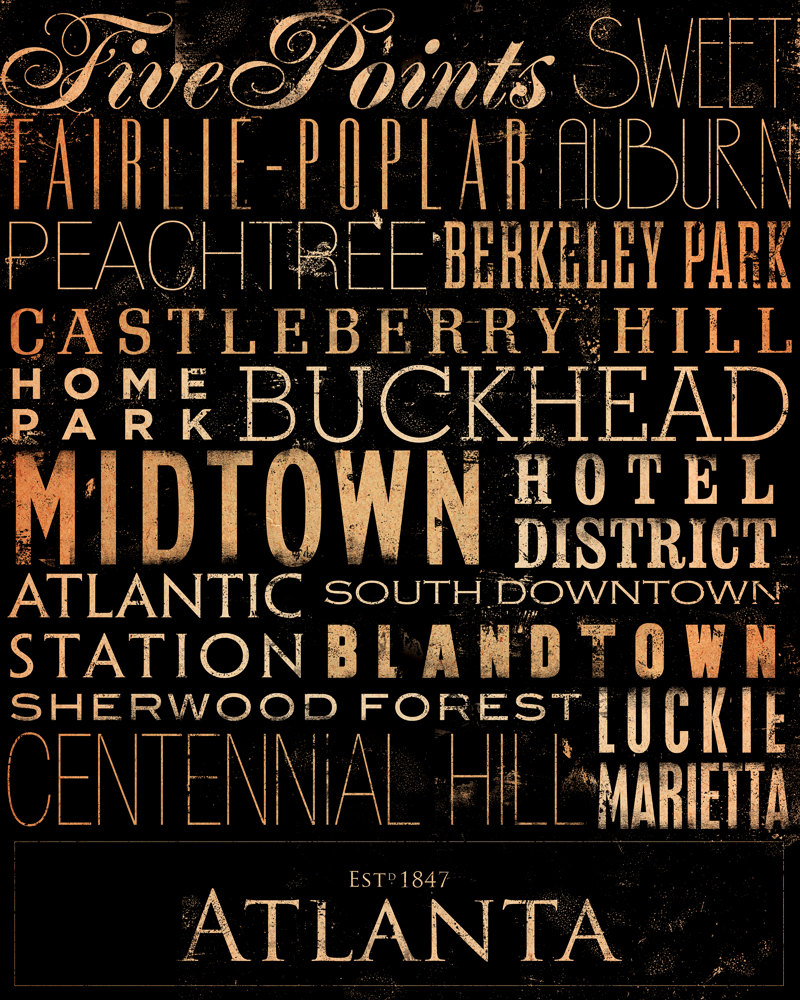 Five Points
SWEET
AUBURN
FAIRLIE-POPLAR
PEACHTREE
BERKELEY PARK
CASTLEBERRY HILL
HOME
PARK
BUCKHEAD
MIDTOWN
HOTEL
DISTRICT
ATLANTIC
STATION
SOUTH DOWNTOWN
BLANDTOWN
SHERWOOD FOREST
LUCKIE
MARIETTA
CENTENNiAL HILL
ESTD 1847
ATLANTA